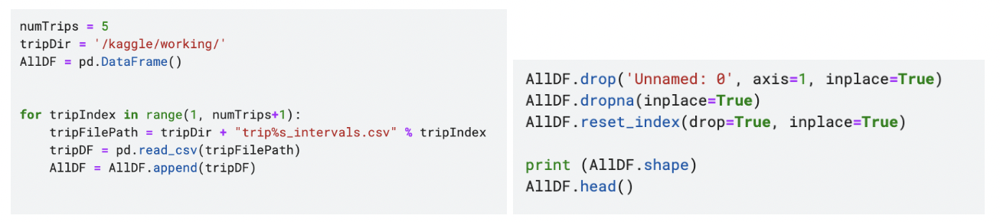 numTrips = 5
tripDir = '/kaggle/working/'
AllDF = pd.DataFrame()
for tripIndex in range(1, numTrips+1):
    tripFilePath = tripDir + "trip%s_intervals.csv" % tripIndex
    tripDF = pd.read_csv(tripFilePath)
    AllDF = AllDF.append(tripDF)
AllDF.drop('Unnamed: 0', axis=1, inplace=True)
AllDF.dropna(inplace=True)
AllDF.reset_index(drop=True, inplace=True)
print (AllDF.shape)
AllDF.head()